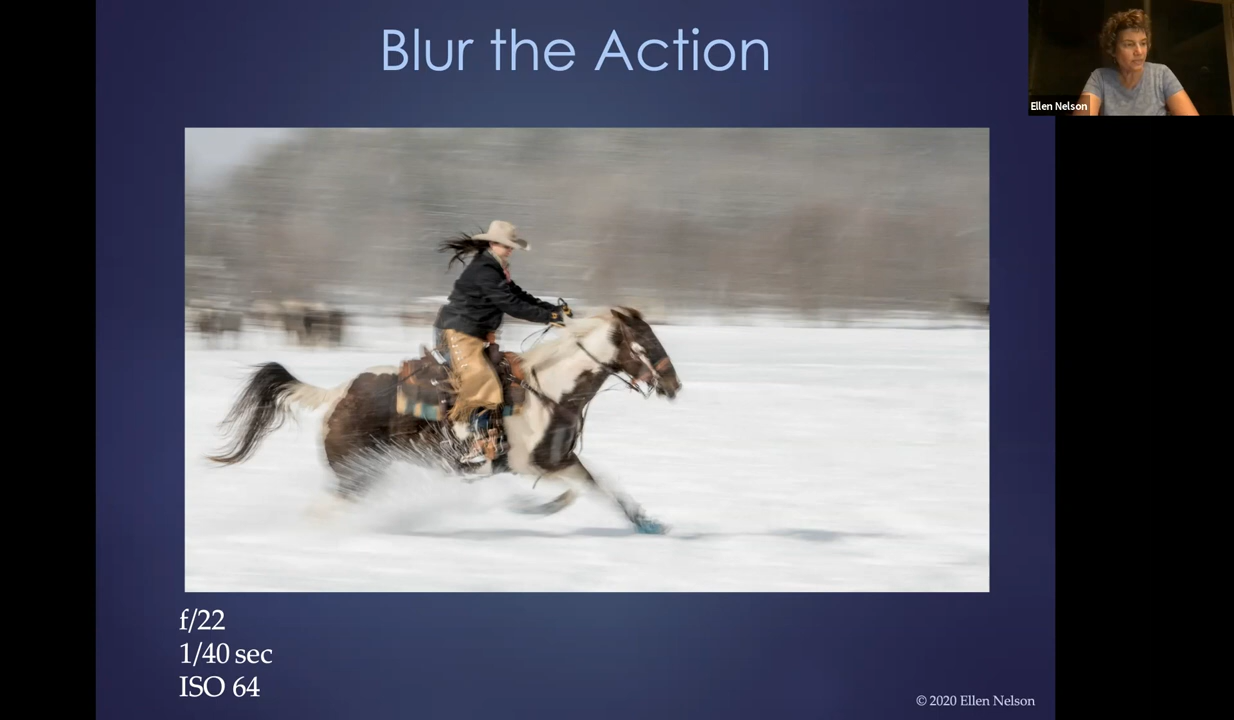 Blur the Action
Ellen Nelson
f/22
1/40 sec
ISO 64
© 2020 Ellen Nelson